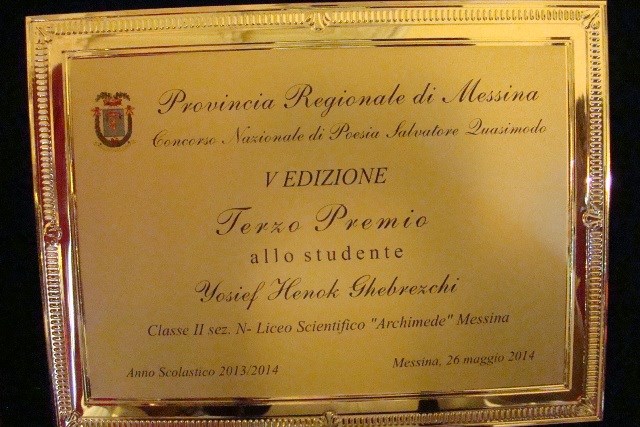 Provincia Regionale di Messina
Concorso Nazionale di Poesia Salvatore Quasimodo
V EDIZIONE
Terzo Premio
allo studente
Yosief Henok Ghebrezchi
Classe II sez. N- Liceo Scientifico "Archimede" Messina
Anno Scolastico 2013/2014
Messina, 26 maggio 2014